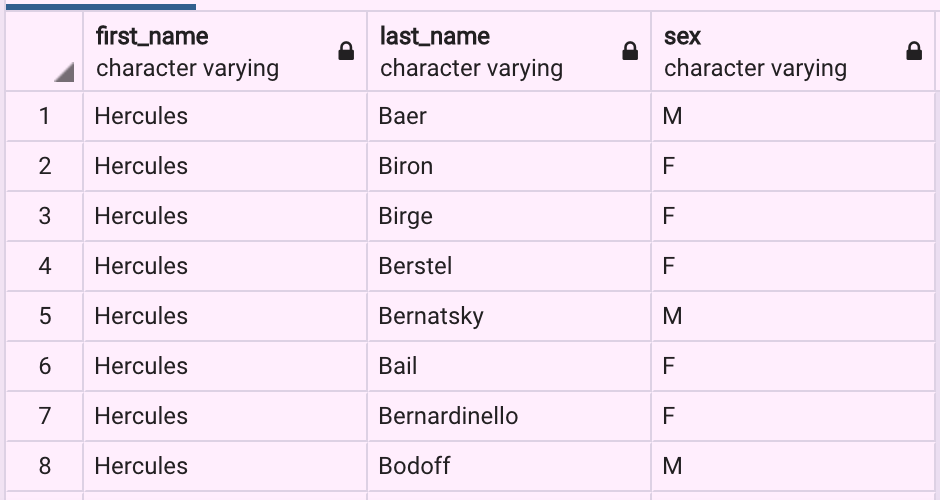 first_name last_name sex
character varying character varying character varying
1 Hercules Baer M
2 Hercules Biron F
3 Hercules Birge F
4 Hercules Berstel F
5 Hercules Bernatsky M
6 Hercules Bail F
7 Hercules Bernardinello F
8 Hercules Bodoff M